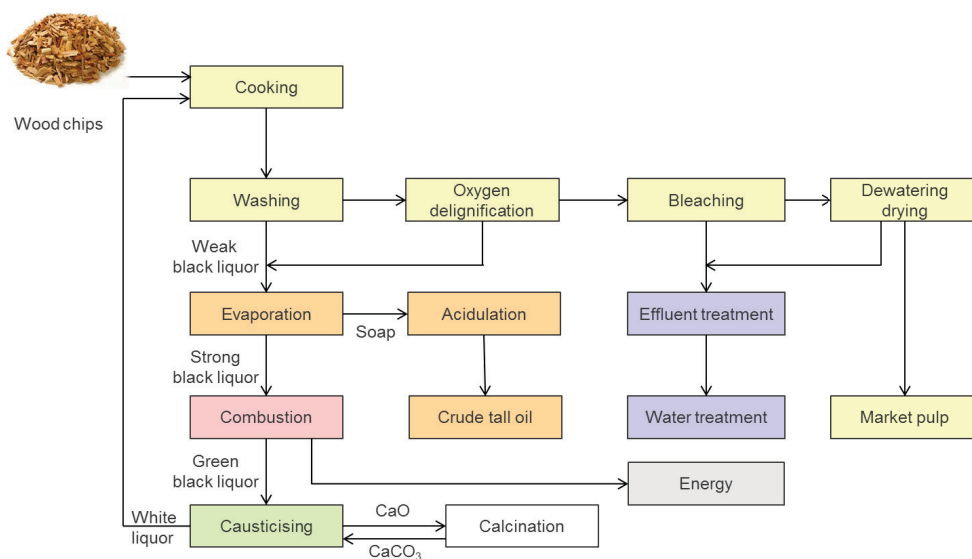 Wood chips
Cooking
Washing
Oxygen
delignification
Bleaching
Dewatering
drying
Weak
black liquor
Evaporation
Soap
Acidulation
Effluent treatment
Strong
black liquor
Combustion
Crude tall oil
Water treatment
Market pulp
Green
black liquor
Energy
White
liquor
Causticising
CaO
CaCO₃
Calcination